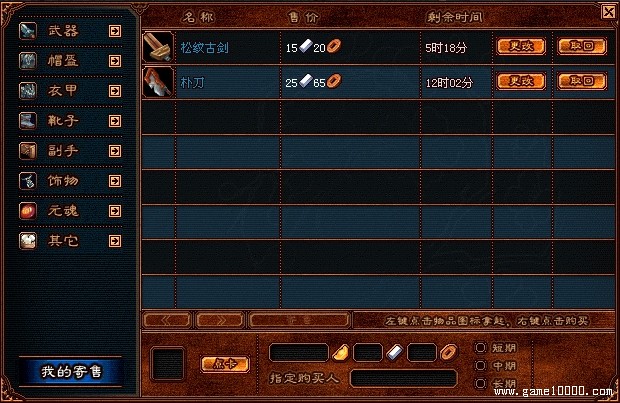 名称 售价 剩余时间
武器
帽盔
衣甲
靴子
副手
饰物
元魂
其它
我的寄售
松纹古剑 15 20 5时18分 更改 取回
朴刀 25 65 12时02分 更改 取回
左键点击物品图标拿起，右键点击购买
点卡
指定购买人
短期
中期
长期
www.game10000.com